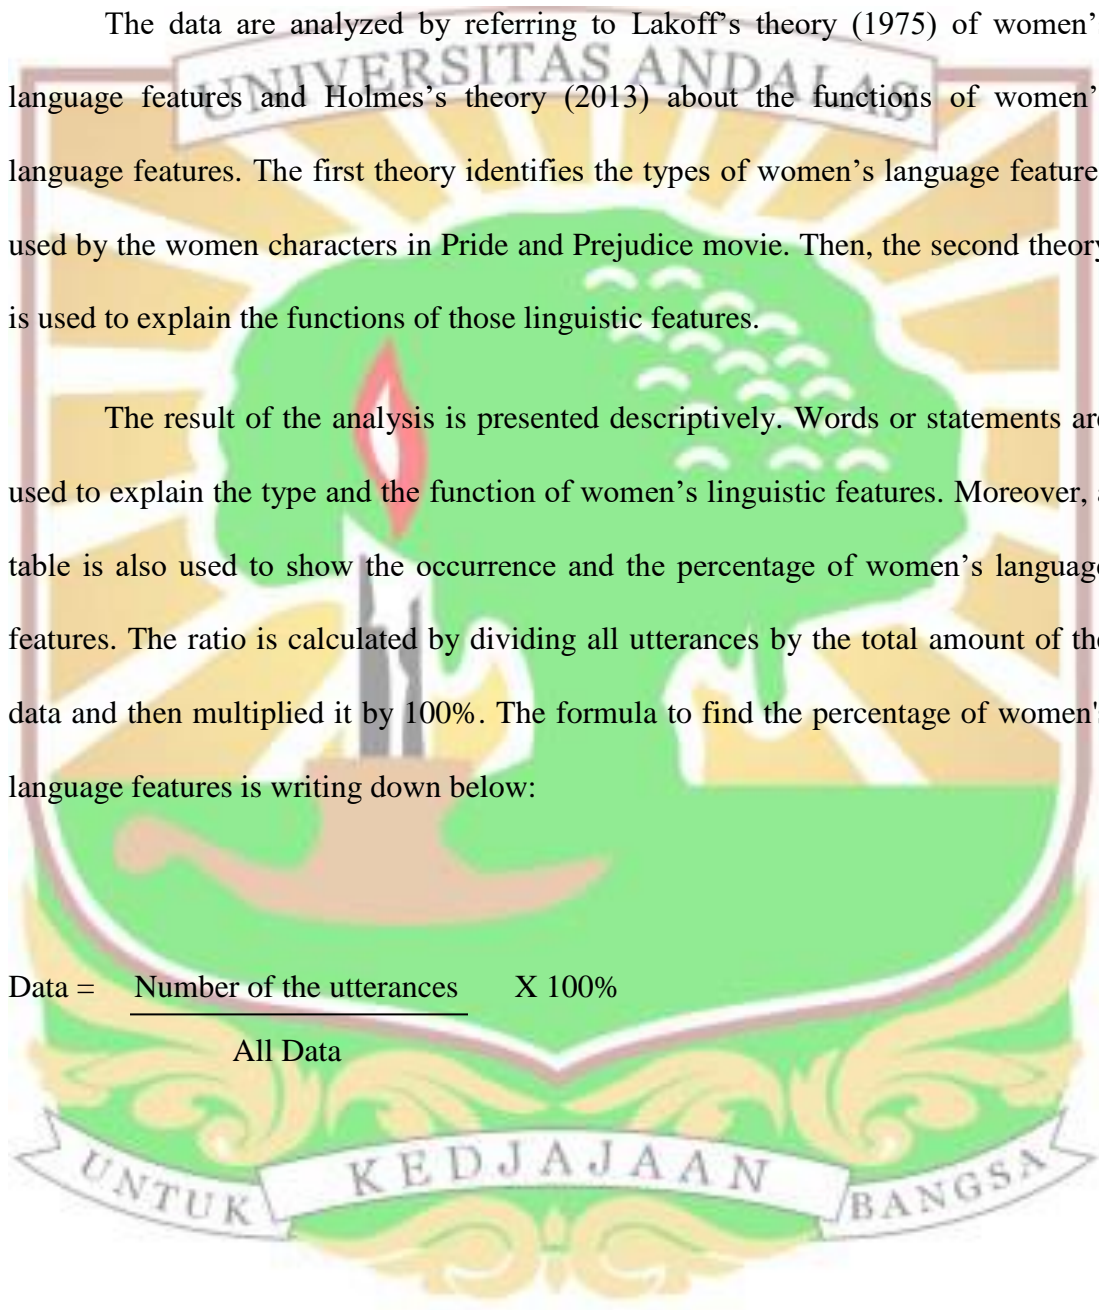 The data are analyzed by referring to Lakoff's theory (1975) of women'
UNIVERSITAS ANDALAS
language features and Holmes's theory (2013) about the functions of women'
language features. The first theory identifies the types of women's language feature
used by the women characters in Pride and Prejudice movie. Then, the second theory
is used to explain the functions of those linguistic features.
The result of the analysis is presented descriptively. Words or statements are
used to explain the type and the function of women's linguistic features. Moreover, a
table is also used to show the occurrence and the percentage of women's language
features. The ratio is calculated by dividing all utterances by the total amount of the
data and then multiplied it by 100%. The formula to find the percentage of women's
language features is writing down below:
Data = Number of the utterances X 100%
All Data
UNTUK KEDJAJAAN BANGSA